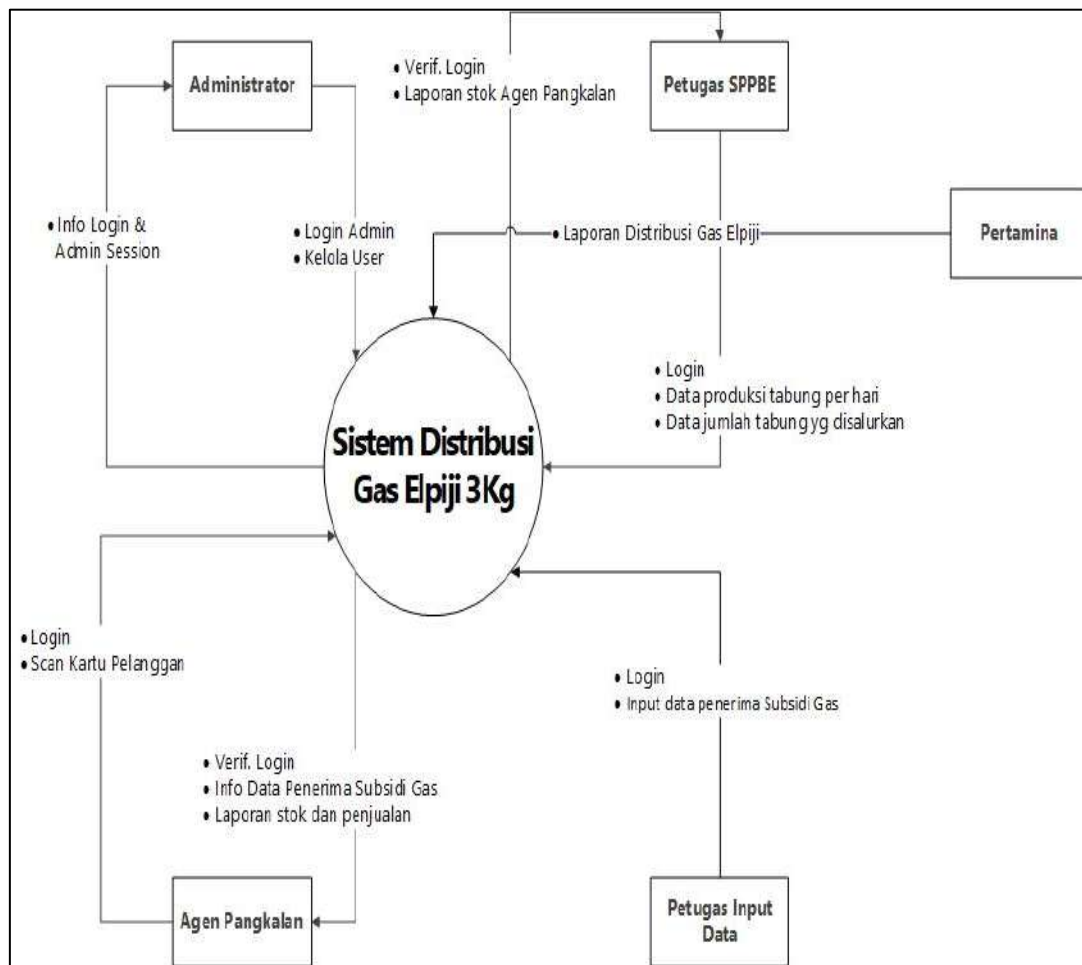 Administrator
• Verif. Login
• Laporan stok Agen Pangkalan
Petugas SPPBE
• Info Login &
Admin Session
• Login Admin
• Kelola User
• Laporan Distribusi Gas Elpiji
Pertamina
• Login
• Data produksi tabung per hari
• Data jumlah tabung yg disalurkan
Sistem Distribusi
Gas Elpiji 3Kg
• Login
• Scan Kartu Pelanggan
• Login
• Input data penerima Subsidi Gas
• Verif. Login
• Info Data Penerima Subsidi Gas
• Laporan stok dan penjualan
Agen Pangkalan
Petugas Input
Data